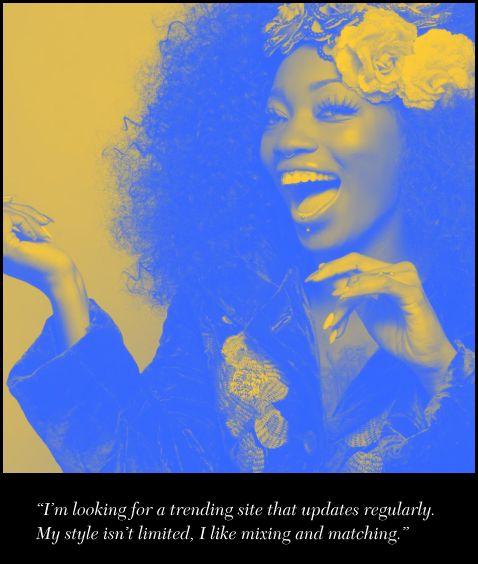 “I’m looking for a trending site that updates regularly.
My style isn’t limited, I like mixing and matching.”